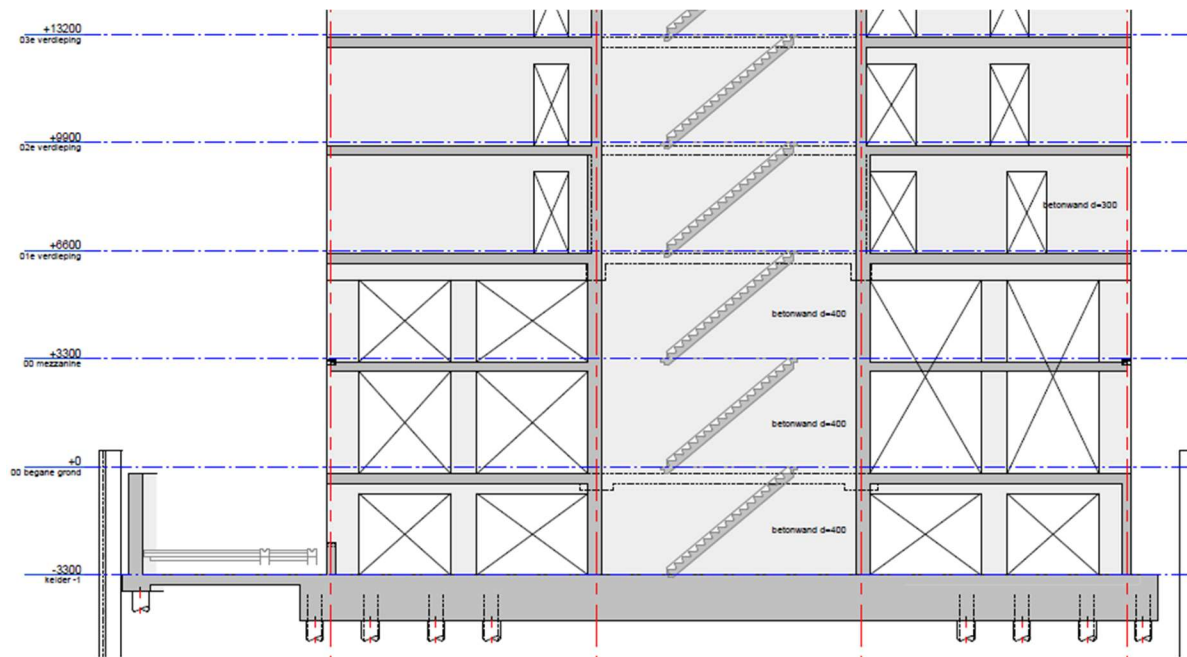 +13200
03e verdieping
+9900
02e verdieping
betonwand d=300
+6600
01e verdieping
betonwand d=400
+3300
00 mezzanine
betonwand d=400
+0
00 begane grond
betonwand d=400
-3300
kelder -1